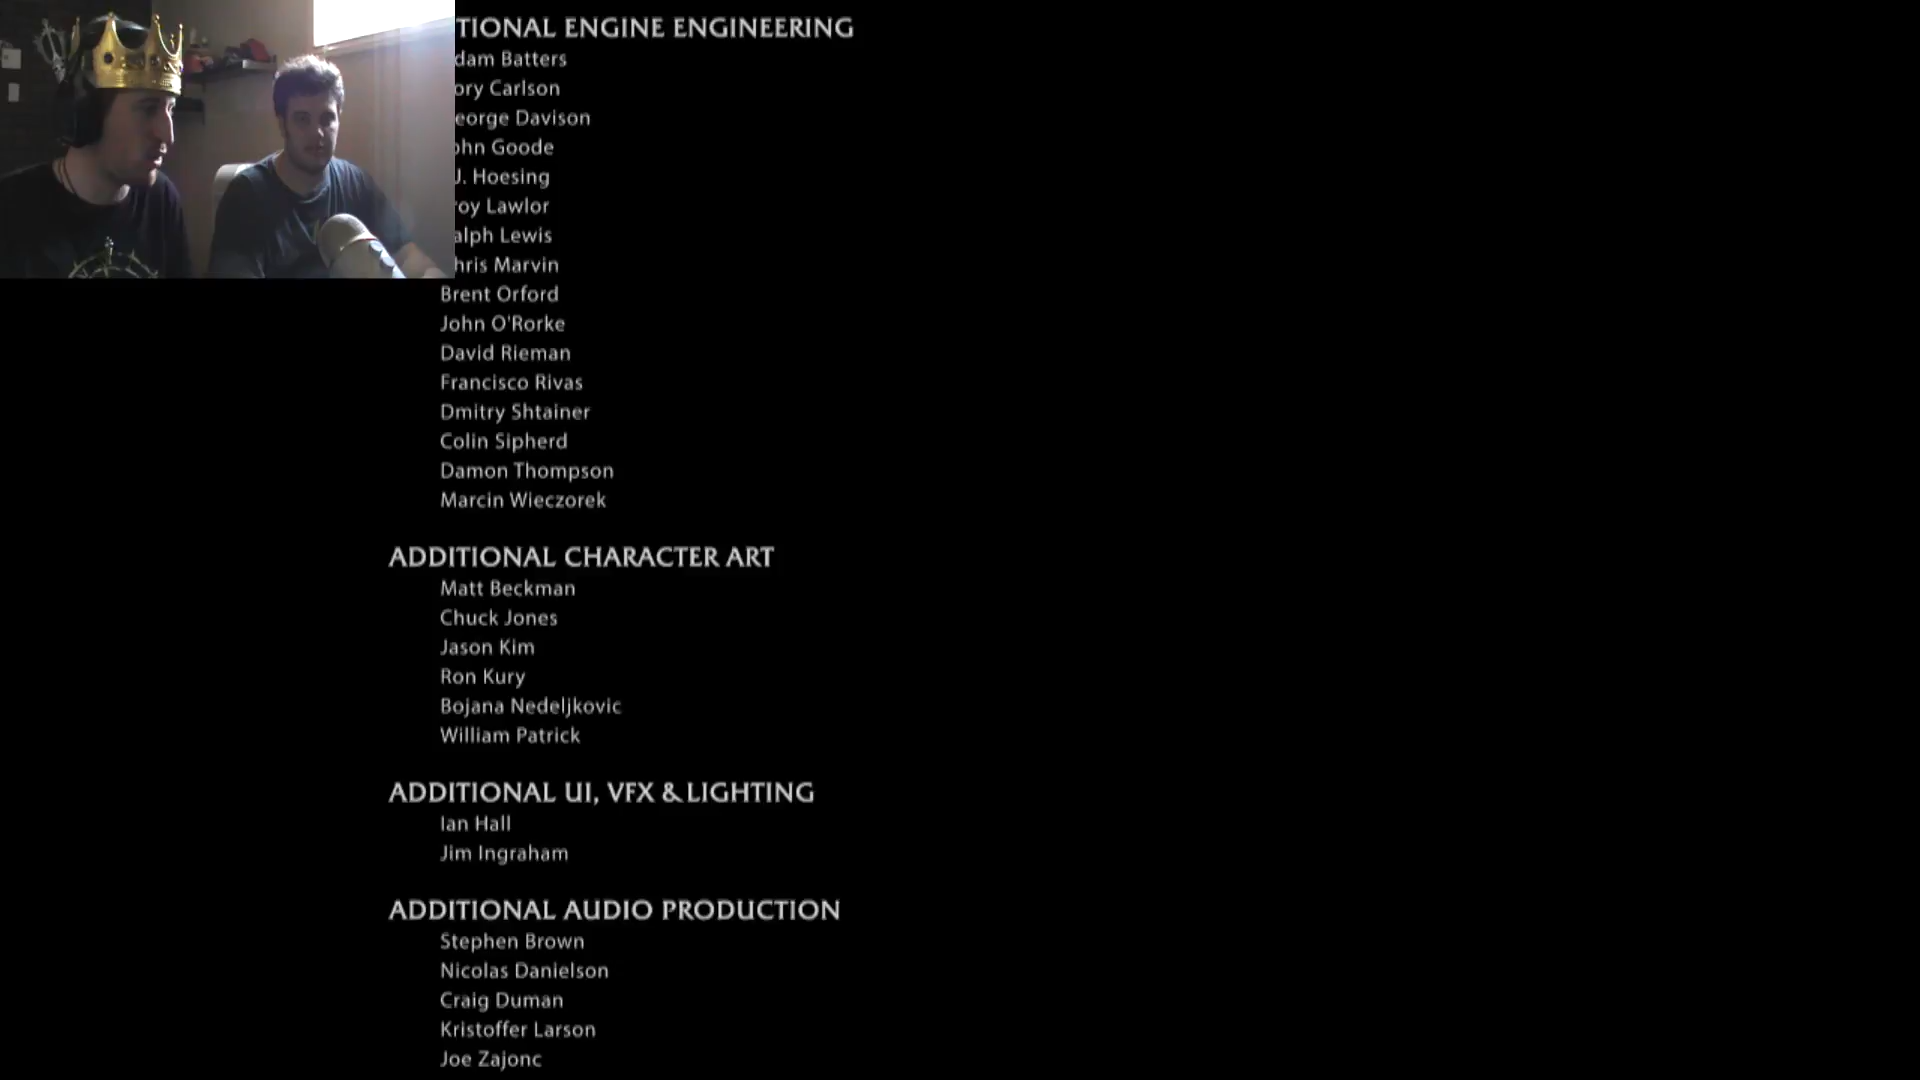 TIONAL ENGINE ENGINEERING
dam Batters
ory Carlson
eorge Davison
ohn Goode
J. Hoesing
roy Lawlor
alph Lewis
hris Marvin
Brent Orford
John O'Rorke
David Rieman
Francisco Rivas
Dmitry Shtainer
Colin Sipherd
Damon Thompson
Marcin Wieczorek
ADDITIONAL CHARACTER ART
Matt Beckman
Chuck Jones
Jason Kim
Ron Kury
Bojana Nedeljkovic
William Patrick
ADDITIONAL UI, VFX & LIGHTING
Ian Hall
Jim Ingraham
ADDITIONAL AUDIO PRODUCTION
Stephen Brown
Nicolas Danielson
Craig Duman
Kristoffer Larson
Joe Zajonc